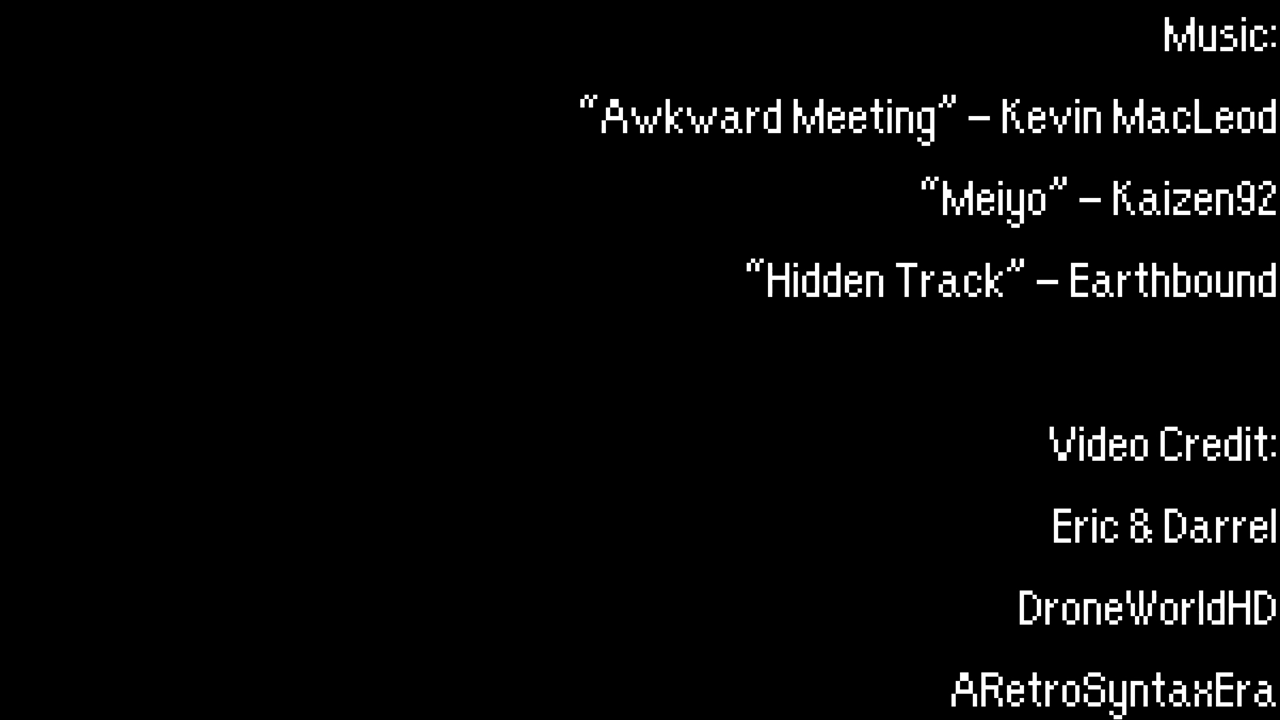 Music:
“Awkward Meeting” – Kevin MacLeod
“Meiyo” – Kaizen92
“Hidden Track” – Earthbound
Video Credit:
Eric & Darrel
DroneWorldHD
ARetroSyntaxEra